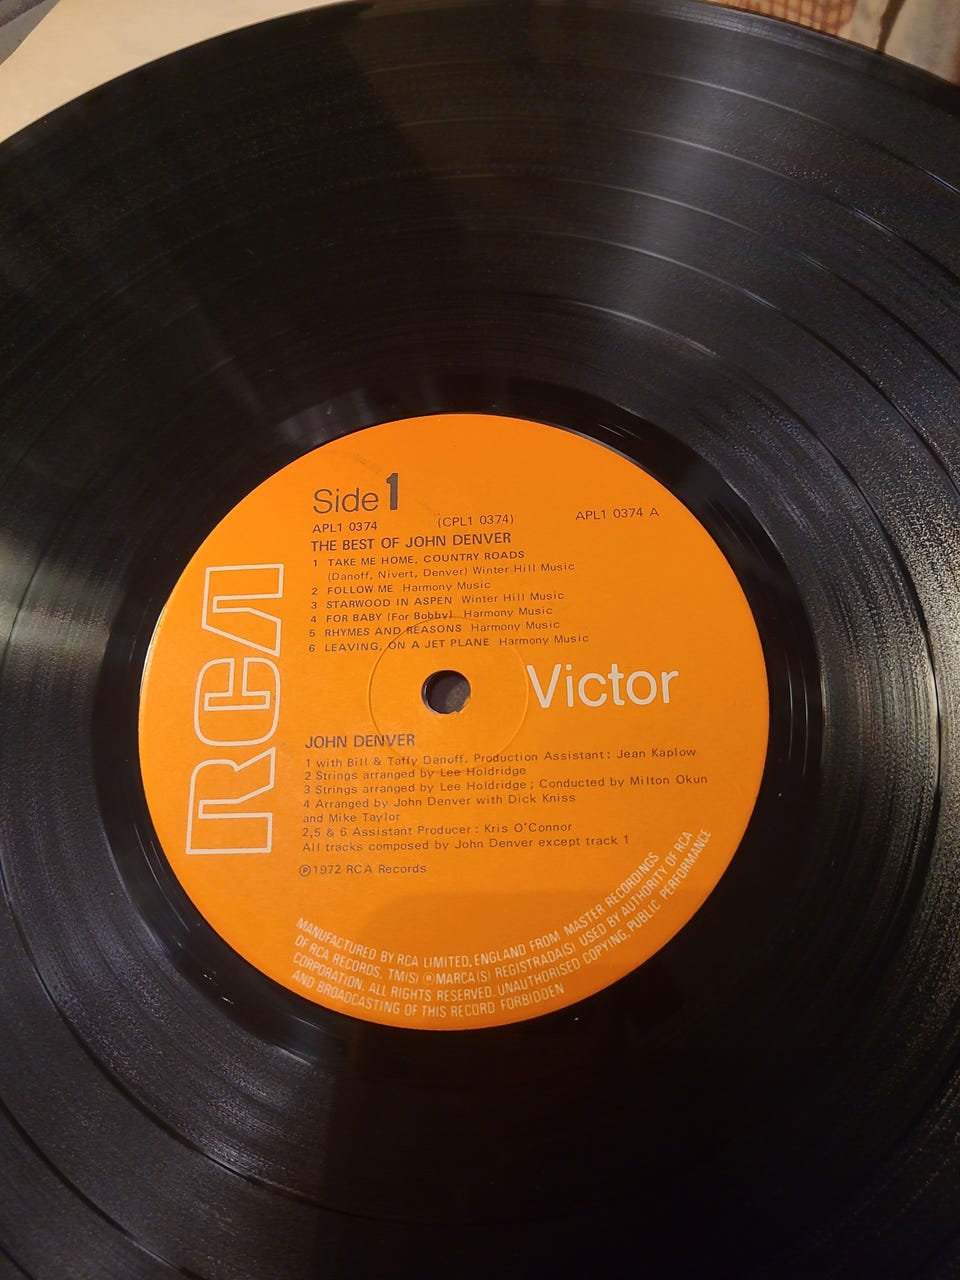 Side 1
APL1 0374 (CPL1 0374) APL1 0374 A
THE BEST OF JOHN DENVER
1 TAKE ME HOME, COUNTRY ROADS
(Danoff, Nivert, Denver) Winter Hill Music
2 FOLLOW ME Harmony Music
3 STARWOOD IN ASPEN Winter Hill Music
4 FOR BABY (For Bobby) Harmony Music
5 RHYMES AND REASONS Harmony Music
6 LEAVING, ON A JET PLANE Harmony Music
RCA
Victor
JOHN DENVER
1 with Bill & Taffy Danoff. Production Assistant: Jean Kaplow
2 Strings arranged by Lee Holdridge
3 Strings arranged by Lee Holdridge; Conducted by Milton Okun
4 Arranged by John Denver with Dick Kniss
and Mike Taylor
2,5 & 6 Assistant Producer: Kris O'Connor
All tracks composed by John Denver except track 1
℗1972 RCA Records
MANUFACTURED BY RCA LIMITED, ENGLAND FROM MASTER RECORDINGS
OF RCA RECORDS. TM(S) ® MARCA(S) REGISTRADA(S) USED BY AUTHORITY OF RCA
CORPORATION. ALL RIGHTS RESERVED. UNAUTHORISED COPYING, PUBLIC PERFORMANCE
AND BROADCASTING OF THIS RECORD FORBIDDEN